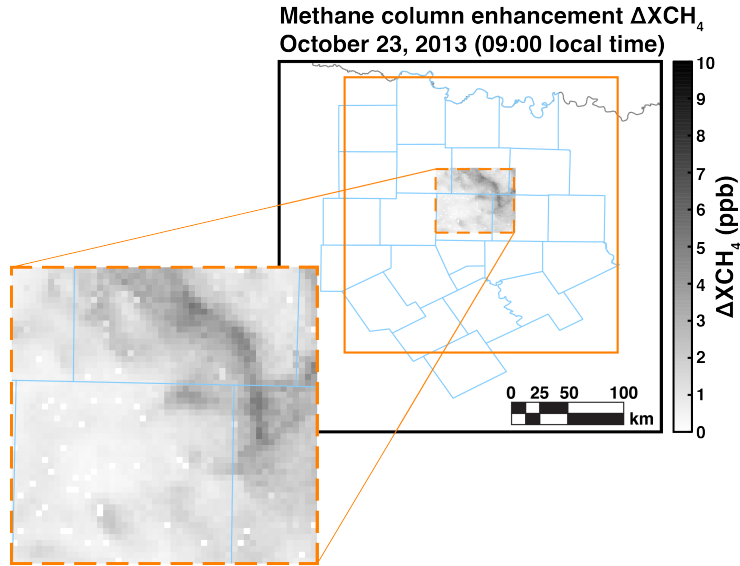 Methane column enhancement ΔXCH₄
October 23, 2013 (09:00 local time)
10
9
8
7
6
5
4
3
2
1
0
ΔXCH₄ (ppb)
0 25 50 100
km